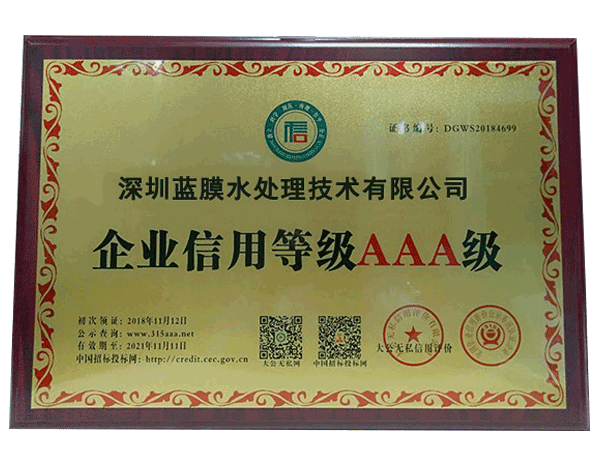 信
证书编号：DGWS20184699
深圳蓝膜水处理技术有限公司
企业信用等级AAA级
初次领证：2018年11月12日
公示查询：www.315aaa.net
有效期至：2021年11月11日
中国招标投标网：http://credit.cec.gov.cn
大公无私网
中国招标投标网
大公无私信用评价